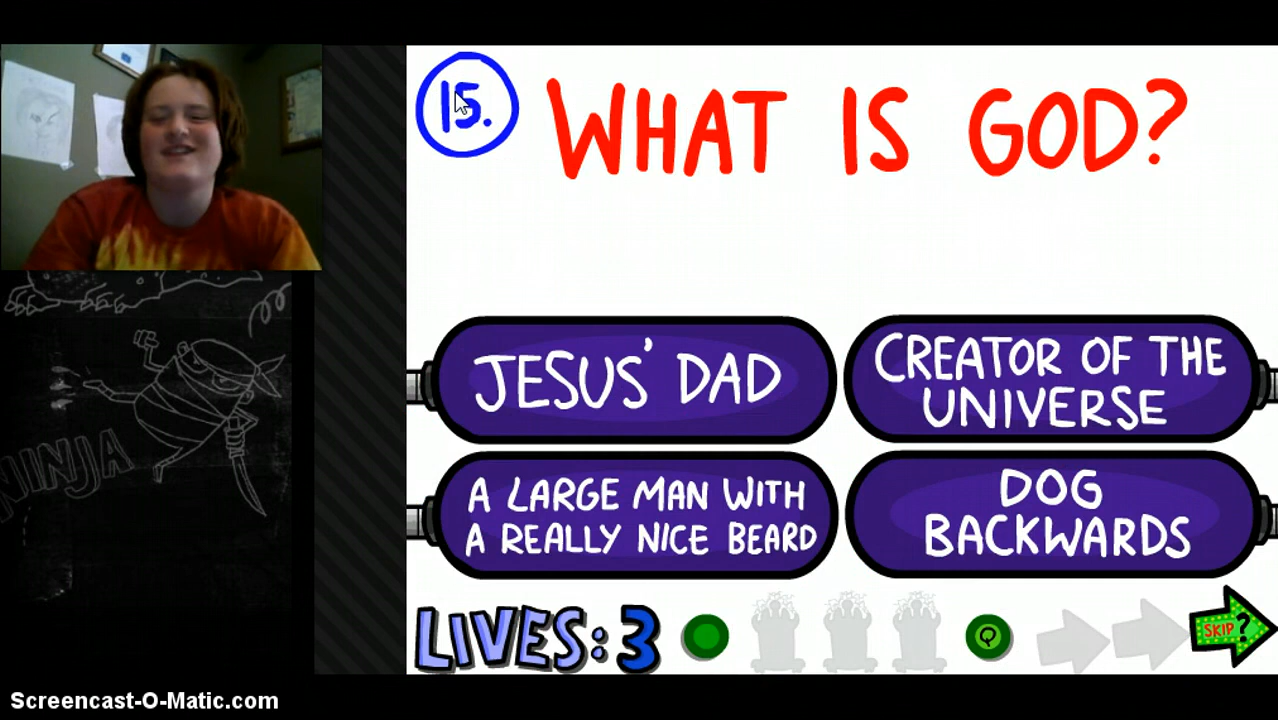 15.
WHAT IS GOD?
JESUS' DAD
CREATOR OF THE
UNIVERSE
A LARGE MAN WITH
A REALLY NICE BEARD
DOG
BACKWARDS
NINJA
LIVES: 3
Q
SKIP?
Screencast-O-Matic.com